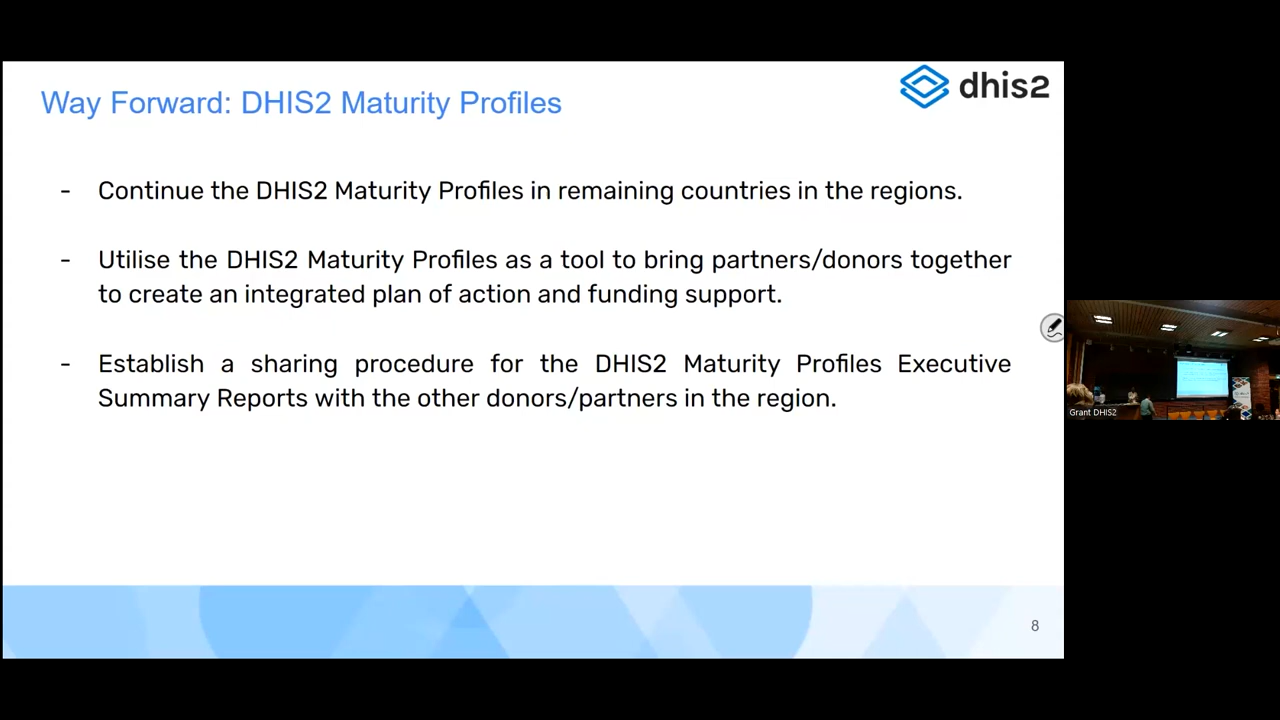 Way Forward: DHIS2 Maturity Profiles
dhis2
- Continue the DHIS2 Maturity Profiles in remaining countries in the regions.
- Utilise the DHIS2 Maturity Profiles as a tool to bring partners/donors together
to create an integrated plan of action and funding support.
- Establish a sharing procedure for the DHIS2 Maturity Profiles Executive
Summary Reports with the other donors/partners in the region.
Grant DHIS2
8